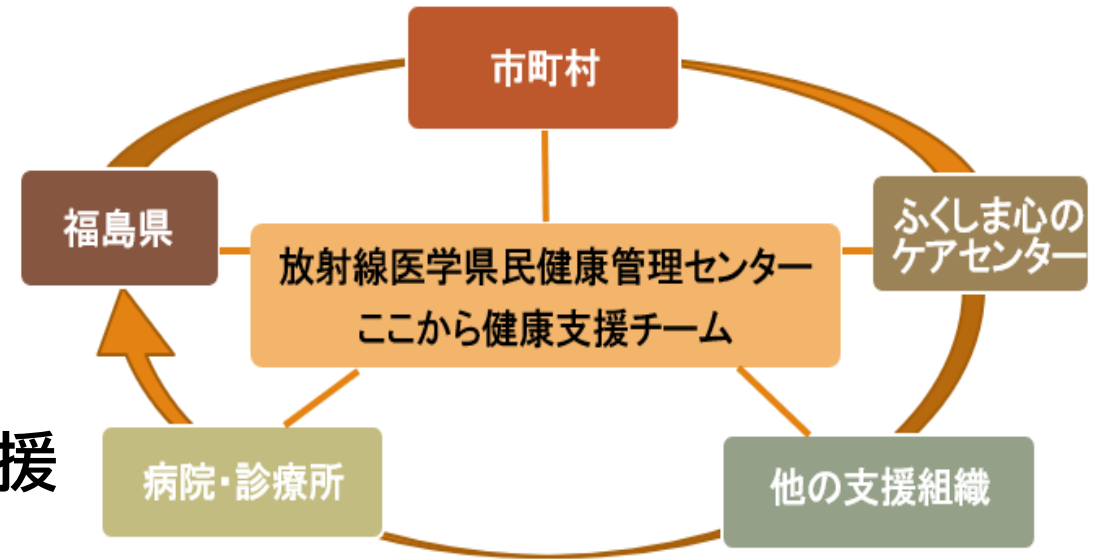 市町村
福島県
ふくしま心の
ケアセンター
放射線医学県民健康管理センター
ここから健康支援チーム
援
病院・診療所
他の支援組織